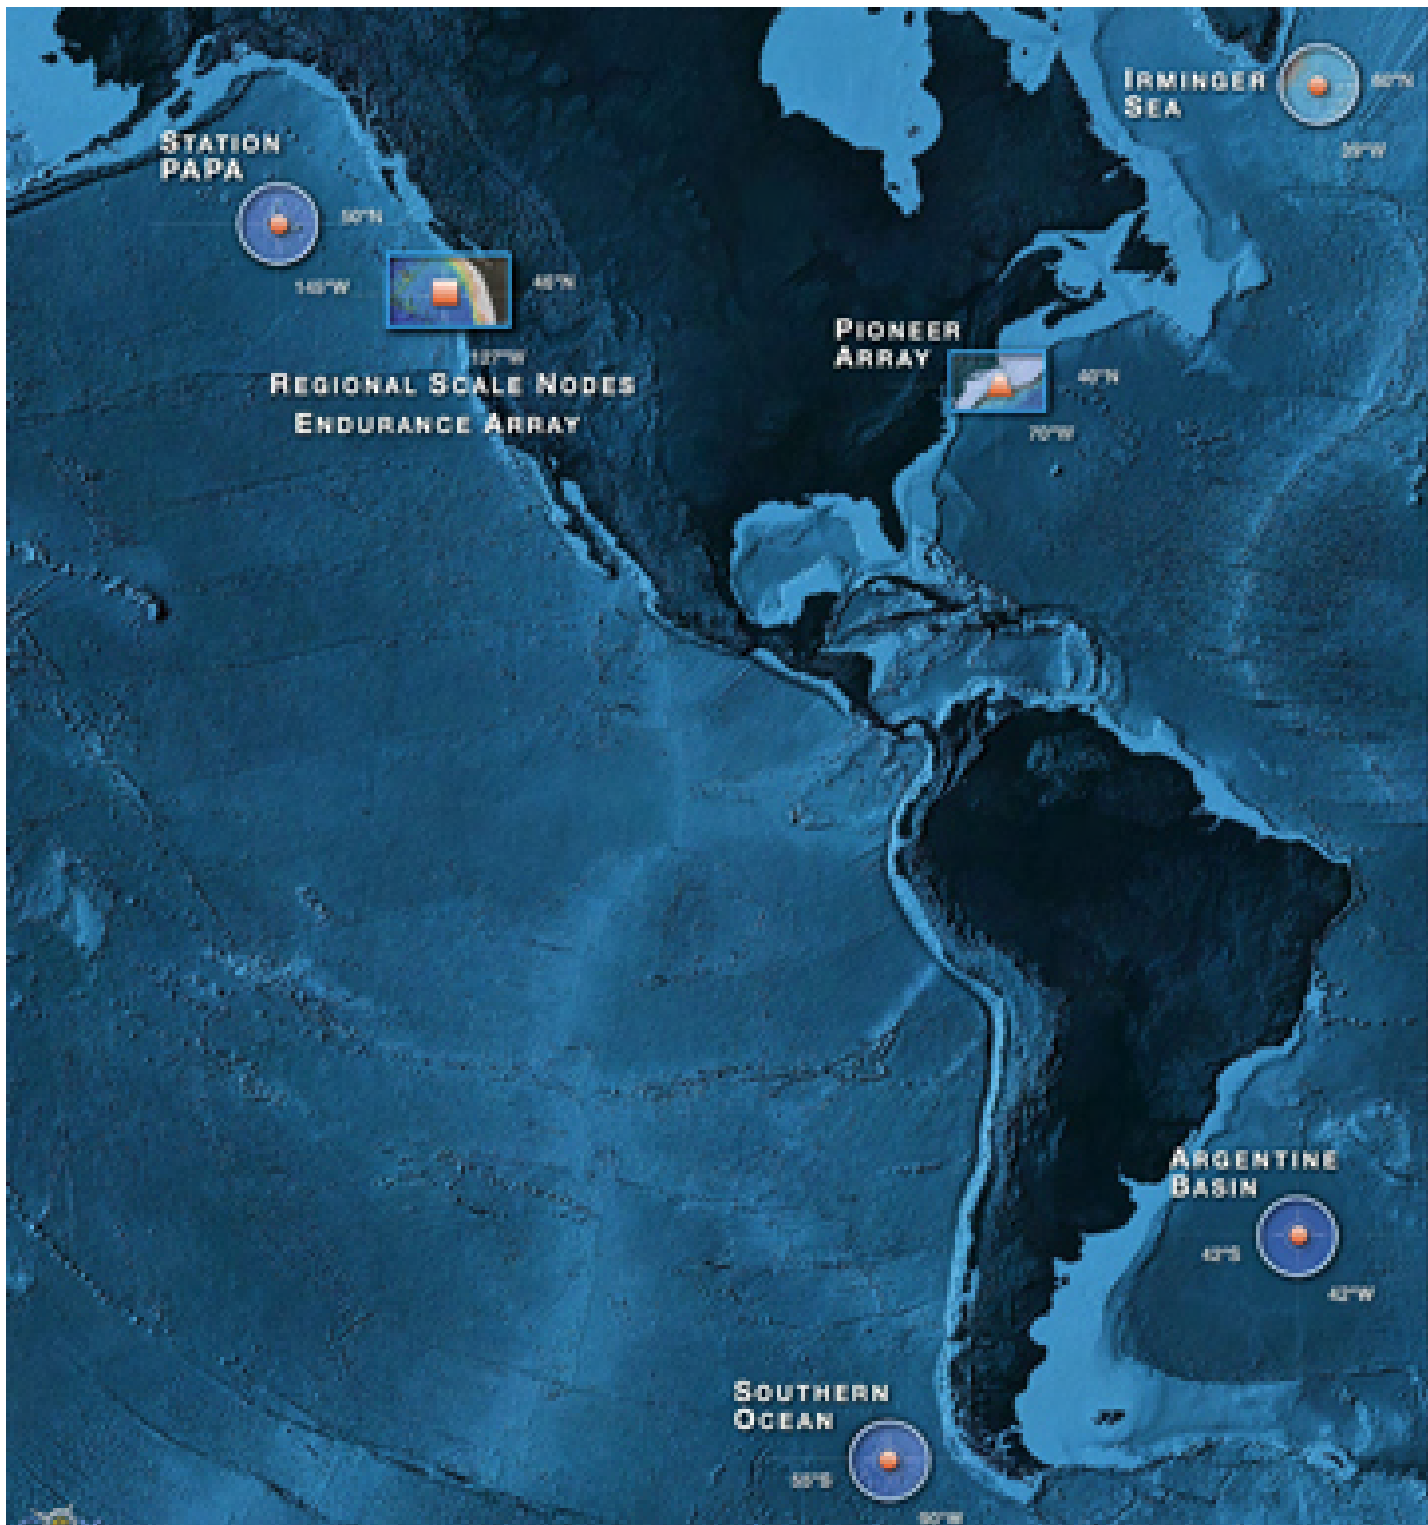 IRMINGER
SEA
60°N
39°W
STATION
PAPA
50°N
145°W
REGIONAL SCALE NODES
ENDURANCE ARRAY
PIONEER
ARRAY
40°N
70°W
ARGENTINE
BASIN
42°S
42°W
SOUTHERN
OCEAN
55°S
90°W